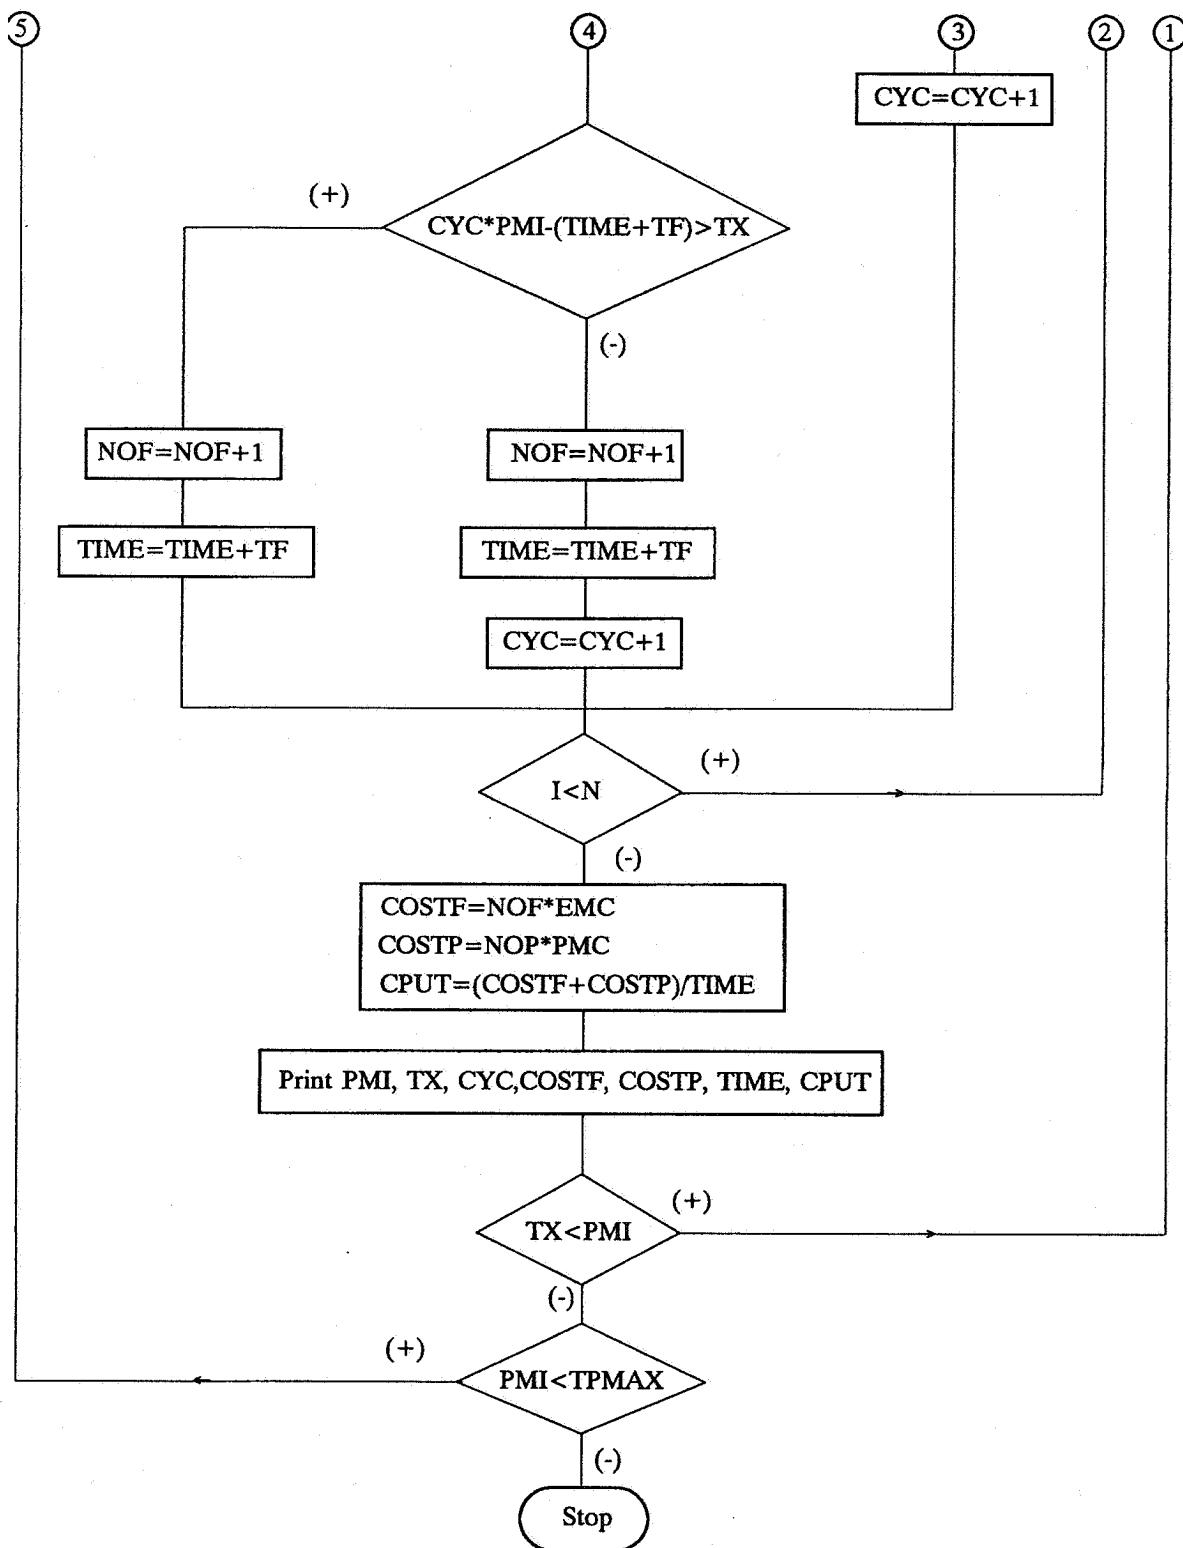 5
4
3
2
1
CYC=CYC+1
(+)
CYC*PMI-(TIME+TF)>TX
(-)
NOF=NOF+1
NOF=NOF+1
TIME=TIME+TF
TIME=TIME+TF
CYC=CYC+1
I<N
(+)
(-)
COSTF=NOF*EMC
COSTP=NOP*PMC
CPUT=(COSTF+COSTP)/TIME
Print PMI, TX, CYC,COSTF, COSTP, TIME, CPUT
TX<PMI
(+)
(-)
(+)
PMI<TPMAX
(-)
Stop